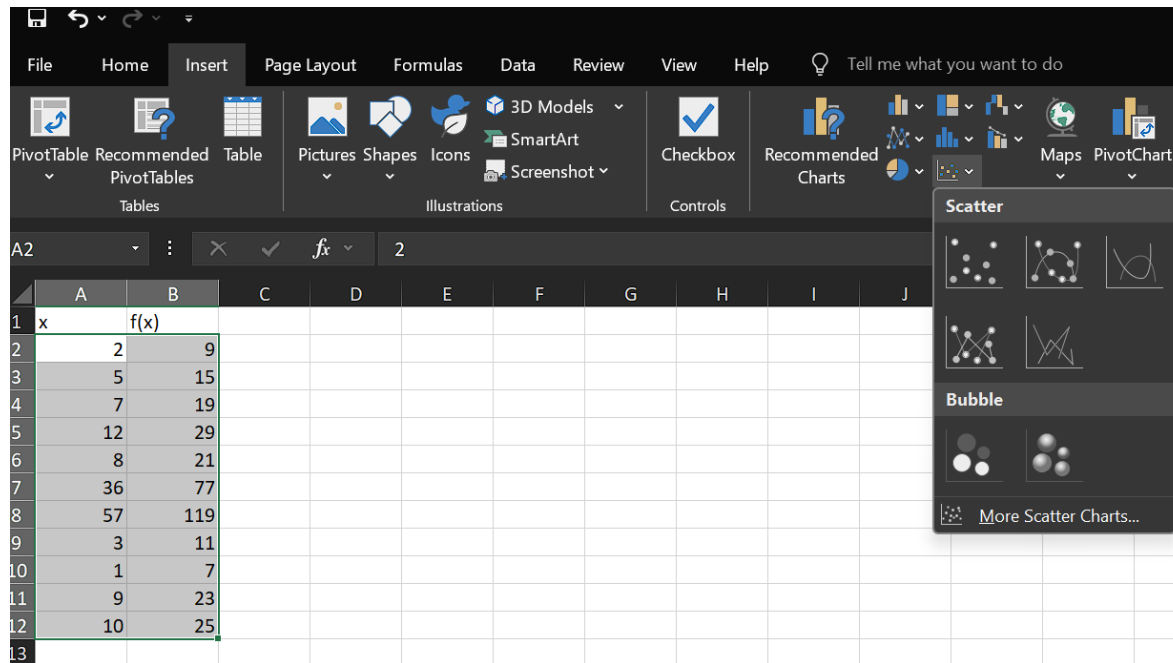 File Home Insert Page Layout Formulas Data Review View Help Tell me what you want to do
PivotTable Recommended PivotTables Table
Tables
Pictures Shapes Icons
3D Models
SmartArt
Screenshot
Illustrations
Checkbox
Controls
Recommended Charts
Maps PivotChart
A2 fx 2
Scatter
Bubble
More Scatter Charts...
A B C D E F G H I J
1 x f(x)
2 2 9
3 5 15
4 7 19
5 12 29
6 8 21
7 36 77
8 57 119
9 3 11
10 1 7
11 9 23
12 10 25
13